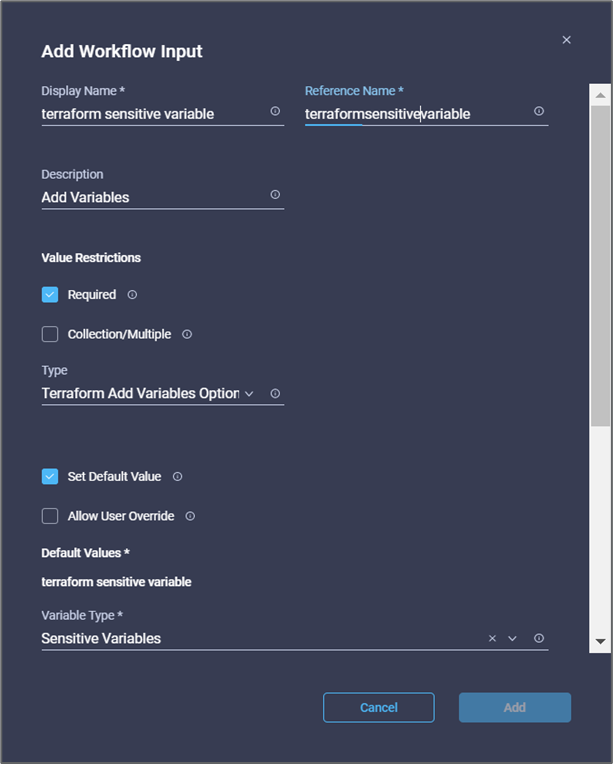 Add Workflow Input
Display Name * Reference Name *
terraform sensitive variable terraformsensitivevariable
Description
Add Variables
Value Restrictions
Required
Collection/Multiple
Type
Terraform Add Variables Option
Set Default Value
Allow User Override
Default Values *
terraform sensitive variable
Variable Type *
Sensitive Variables
Cancel Add